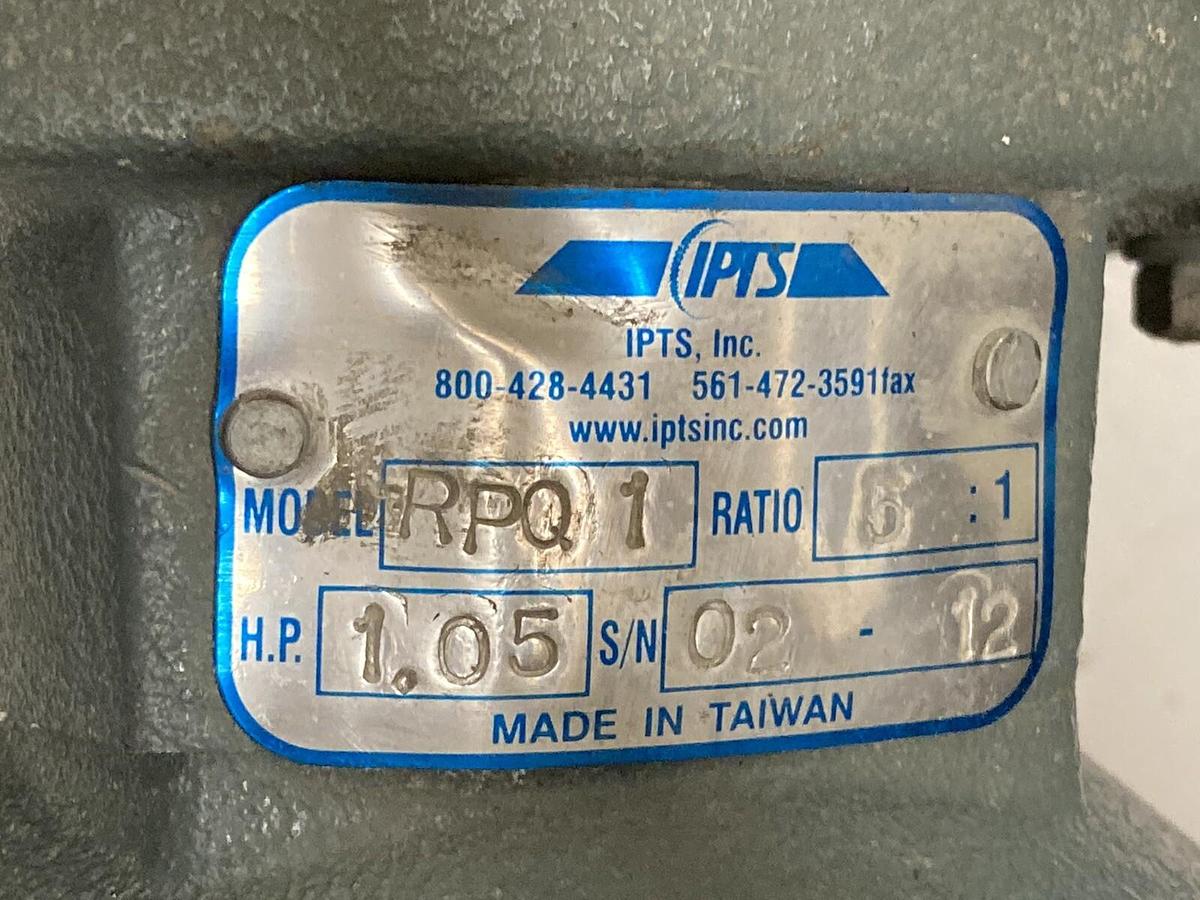 IPTS
IPTS, Inc.
800-428-4431 561-472-3591fax
www.iptsinc.com
MODEL RPQ 1 RATIO 5 :1
H.P. 1.05 S/N 02 - 12
MADE IN TAIWAN